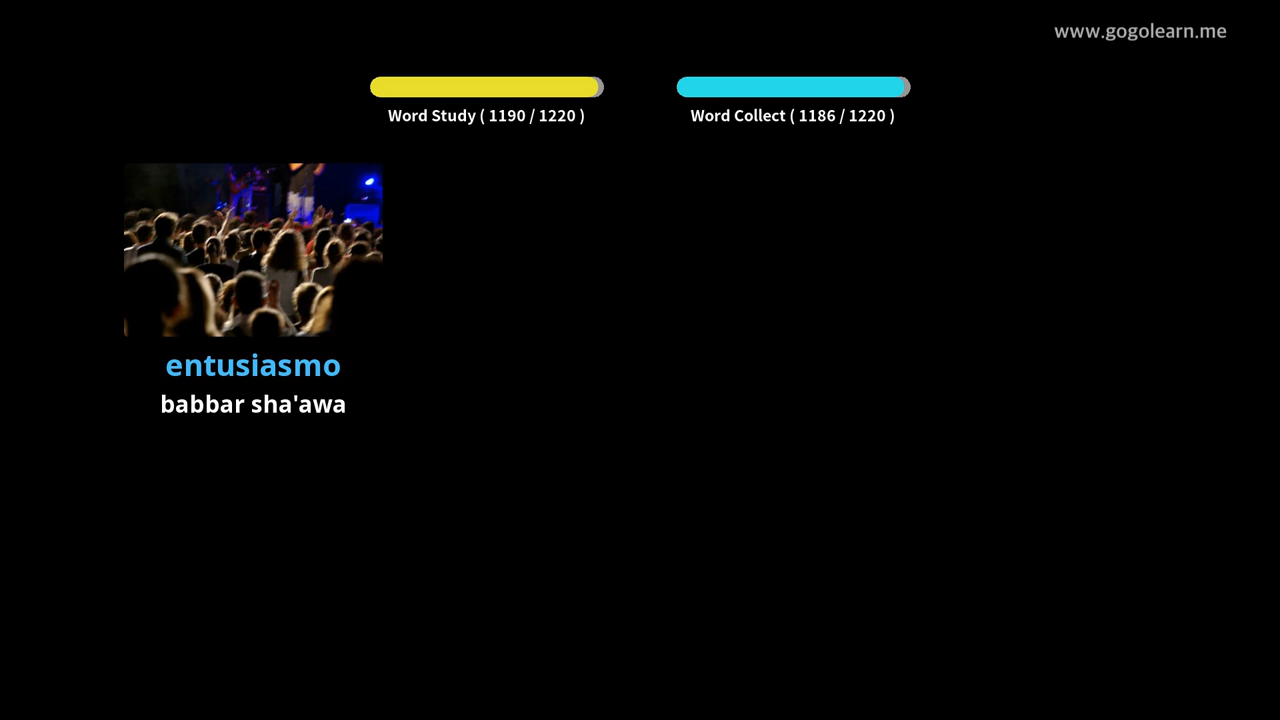 www.gogolearn.me
Word Study ( 1190 / 1220 )
Word Collect ( 1186 / 1220 )
entusiasmo
babbar sha'awa